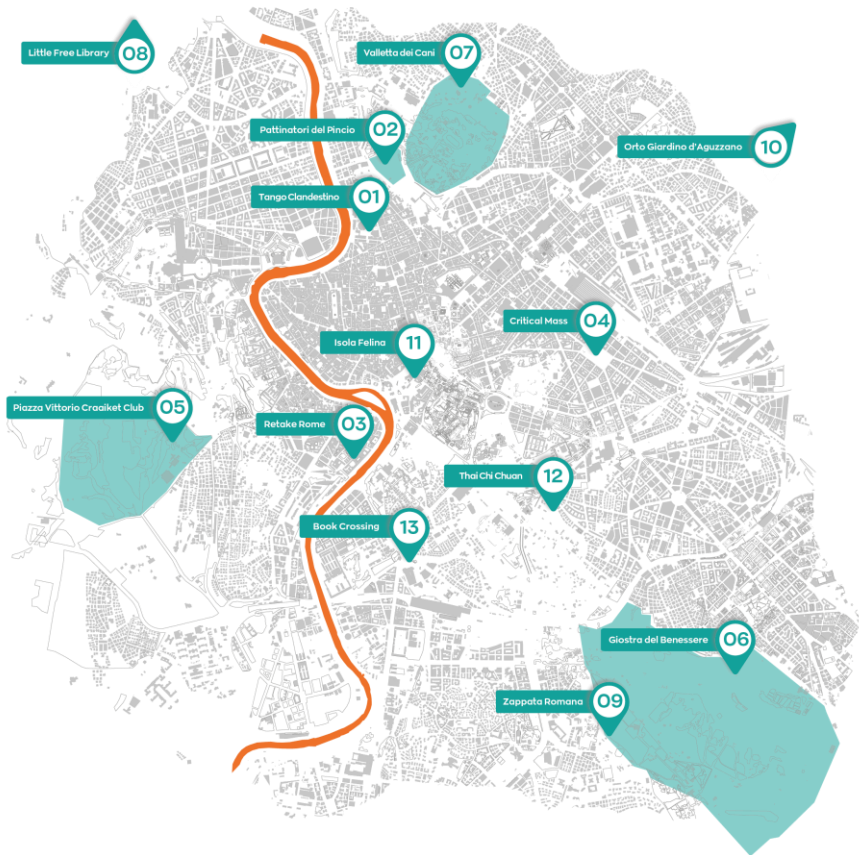 Little Free Library 08
Valletta dei Cani 07
Pattinatori del Pincio 02
Orto Giardino d'Aguzzano 10
Tango Clandestino 01
Critical Mass 04
Isola Felina 11
Piazza Vittorio Craaiket Club 05
Retake Rome 03
Thai Chi Chuan 12
Book Crossing 13
Giostra del Benessere 06
Zappata Romana 09